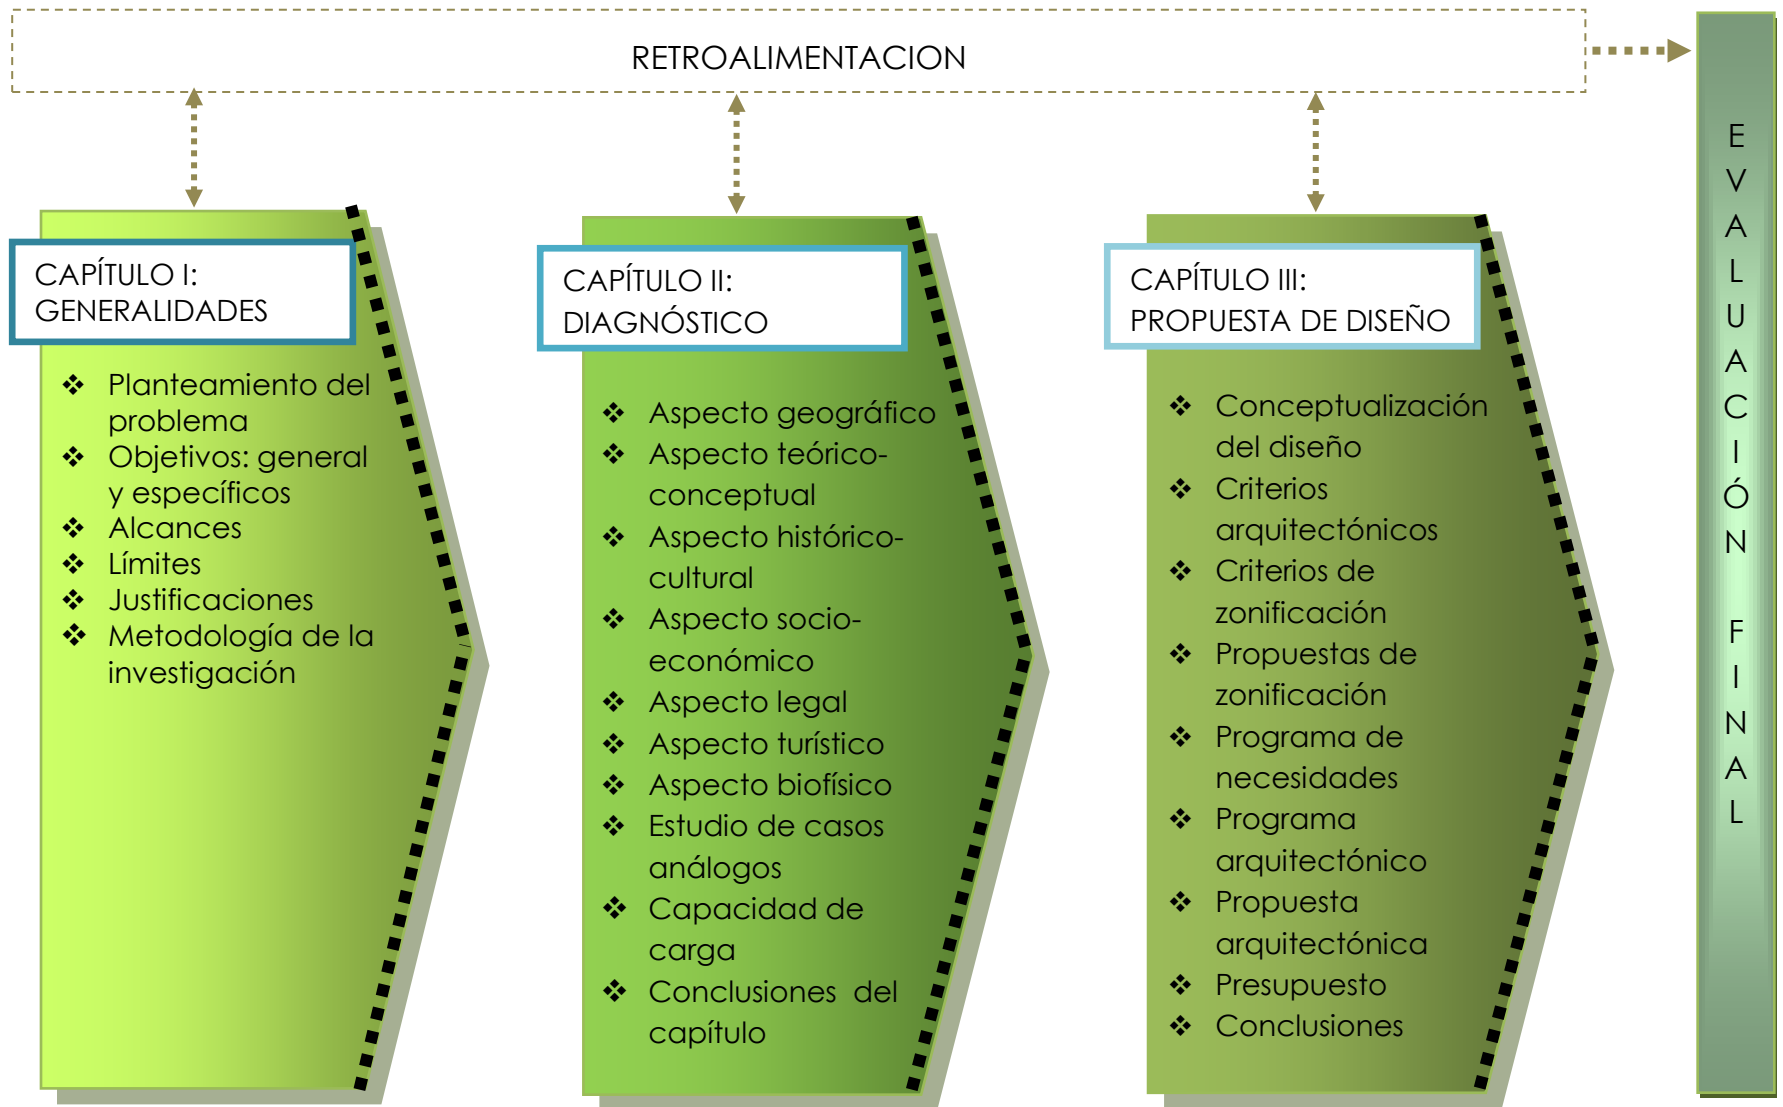 RETROALIMENTACION
CAPÍTULO I:
GENERALIDADES
❖ Planteamiento del
problema
❖ Objetivos: general
y específicos
❖ Alcances
❖ Límites
❖ Justificaciones
❖ Metodología de la
investigación
CAPÍTULO II:
DIAGNÓSTICO
❖ Aspecto geográfico
❖ Aspecto teórico-
conceptual
❖ Aspecto histórico-
cultural
❖ Aspecto socio-
económico
❖ Aspecto legal
❖ Aspecto turístico
❖ Aspecto biofísico
❖ Estudio de casos
análogos
❖ Capacidad de
carga
❖ Conclusiones del
capítulo
CAPÍTULO III:
PROPUESTA DE DISEÑO
❖ Conceptualización
del diseño
❖ Criterios
arquitectónicos
❖ Criterios de
zonificación
❖ Propuestas de
zonificación
❖ Programa de
necesidades
❖ Programa
arquitectónico
❖ Propuesta
arquitectónica
❖ Presupuesto
❖ Conclusiones
EVALUACIÓN FINAL